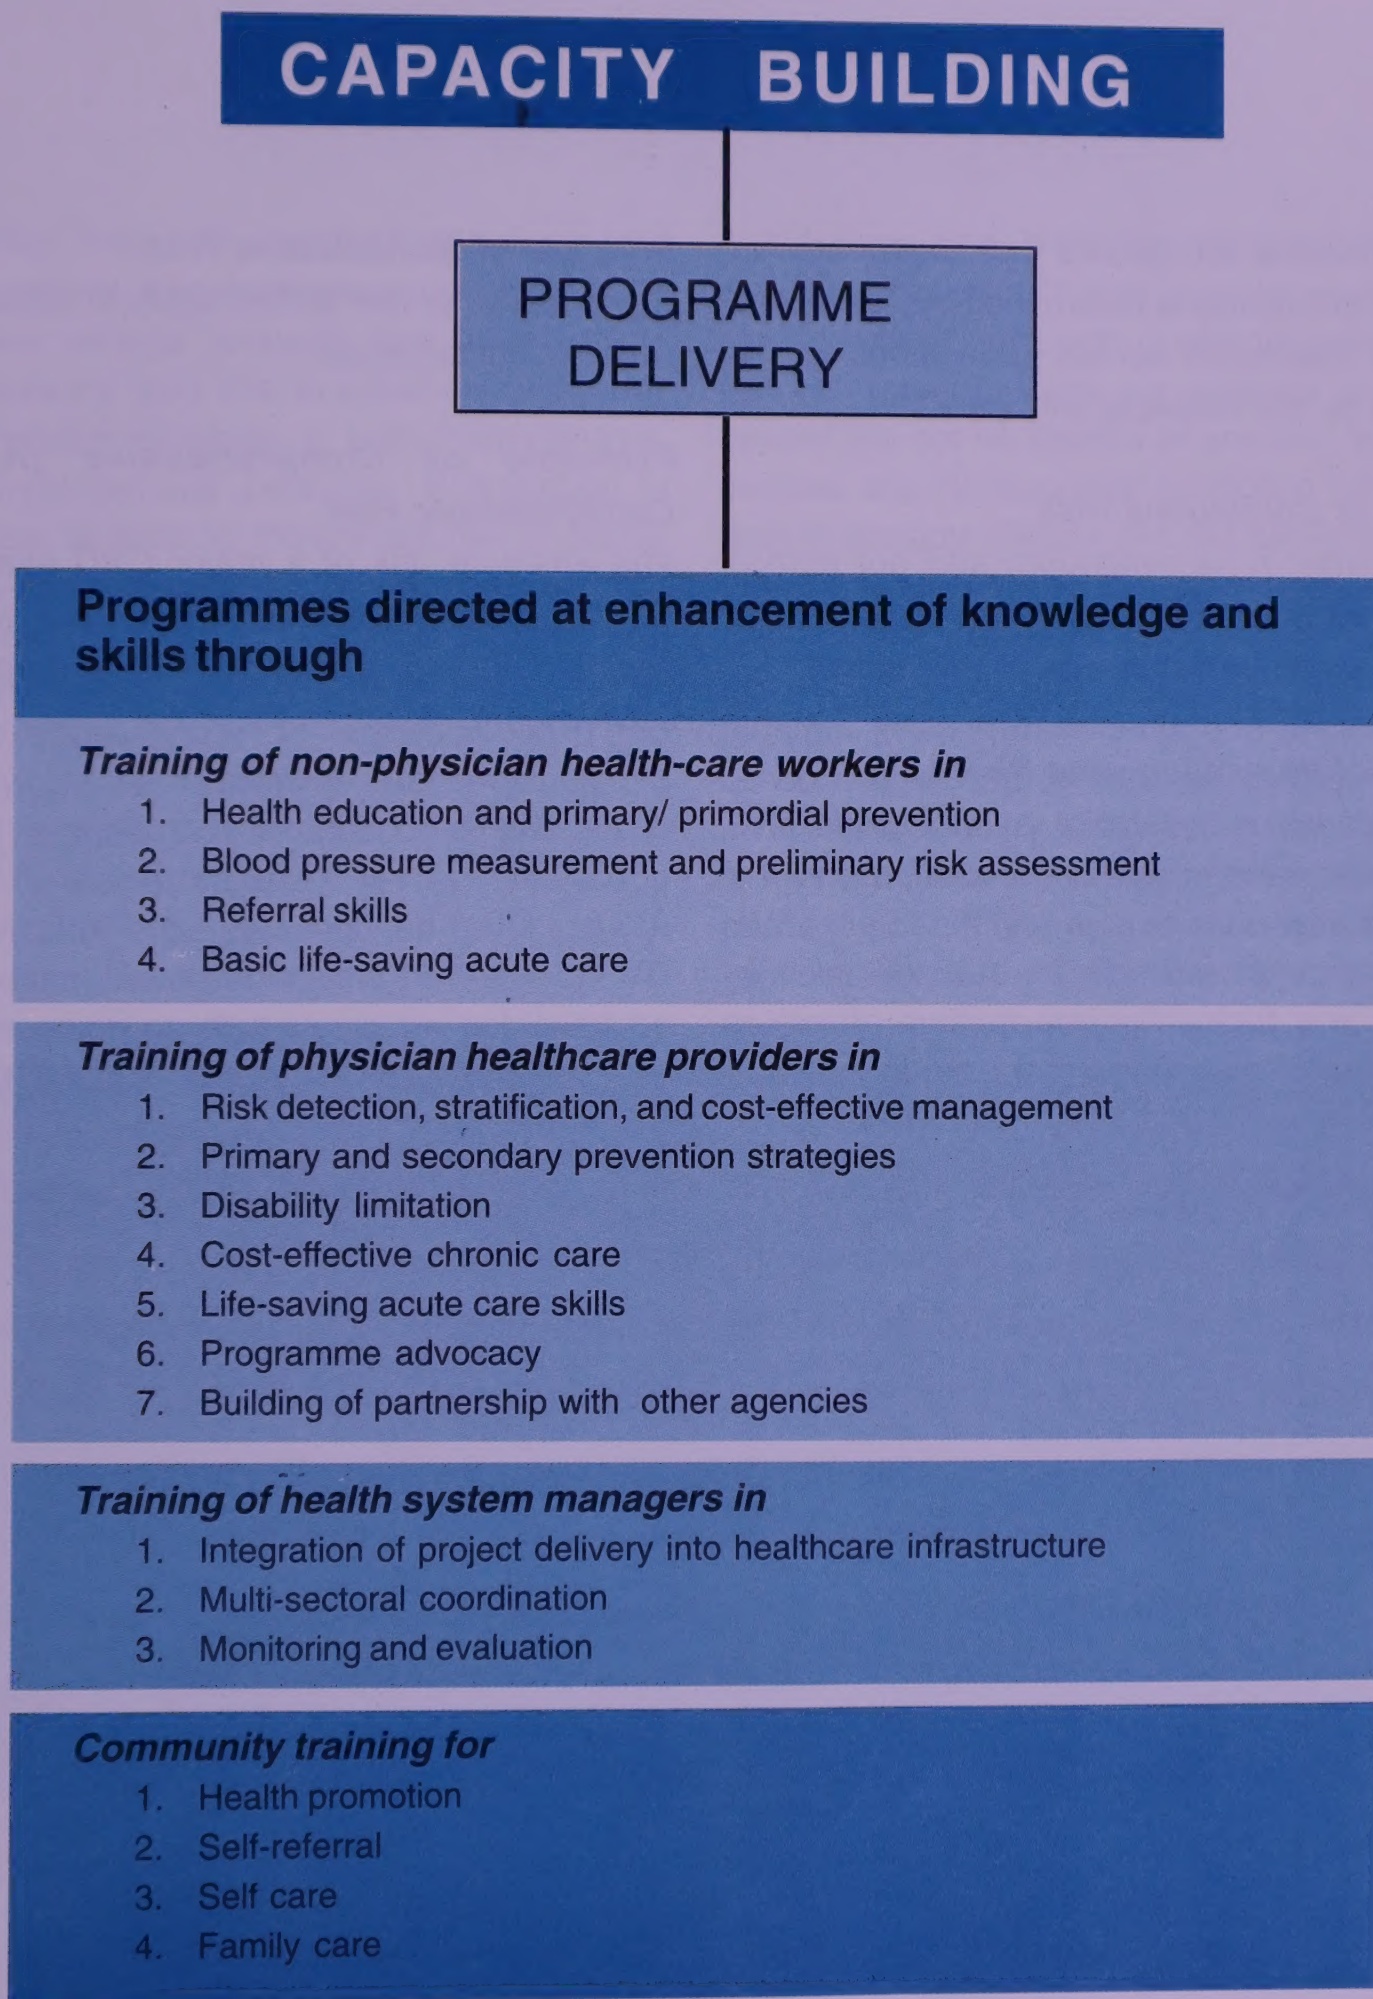 CAPACITY BUILDING
PROGRAMME
DELIVERY
Programmes directed at enhancement of knowledge and
skills through
Training of non-physician health-care workers in
1. Health education and primary/ primordial prevention
2. Blood pressure measurement and preliminary risk assessment
3. Referral skills
4. Basic life-saving acute care
Training of physician healthcare providers in
1. Risk detection, stratification, and cost-effective management
2. Primary and secondary prevention strategies
3. Disability limitation
4. Cost-effective chronic care
5. Life-saving acute care skills
6. Programme advocacy
7. Building of partnership with other agencies
Training of health system managers in
1. Integration of project delivery into healthcare infrastructure
2. Multi-sectoral coordination
3. Monitoring and evaluation
Community training for
1. Health promotion
2. Self-referral
3. Self care
4. Family care